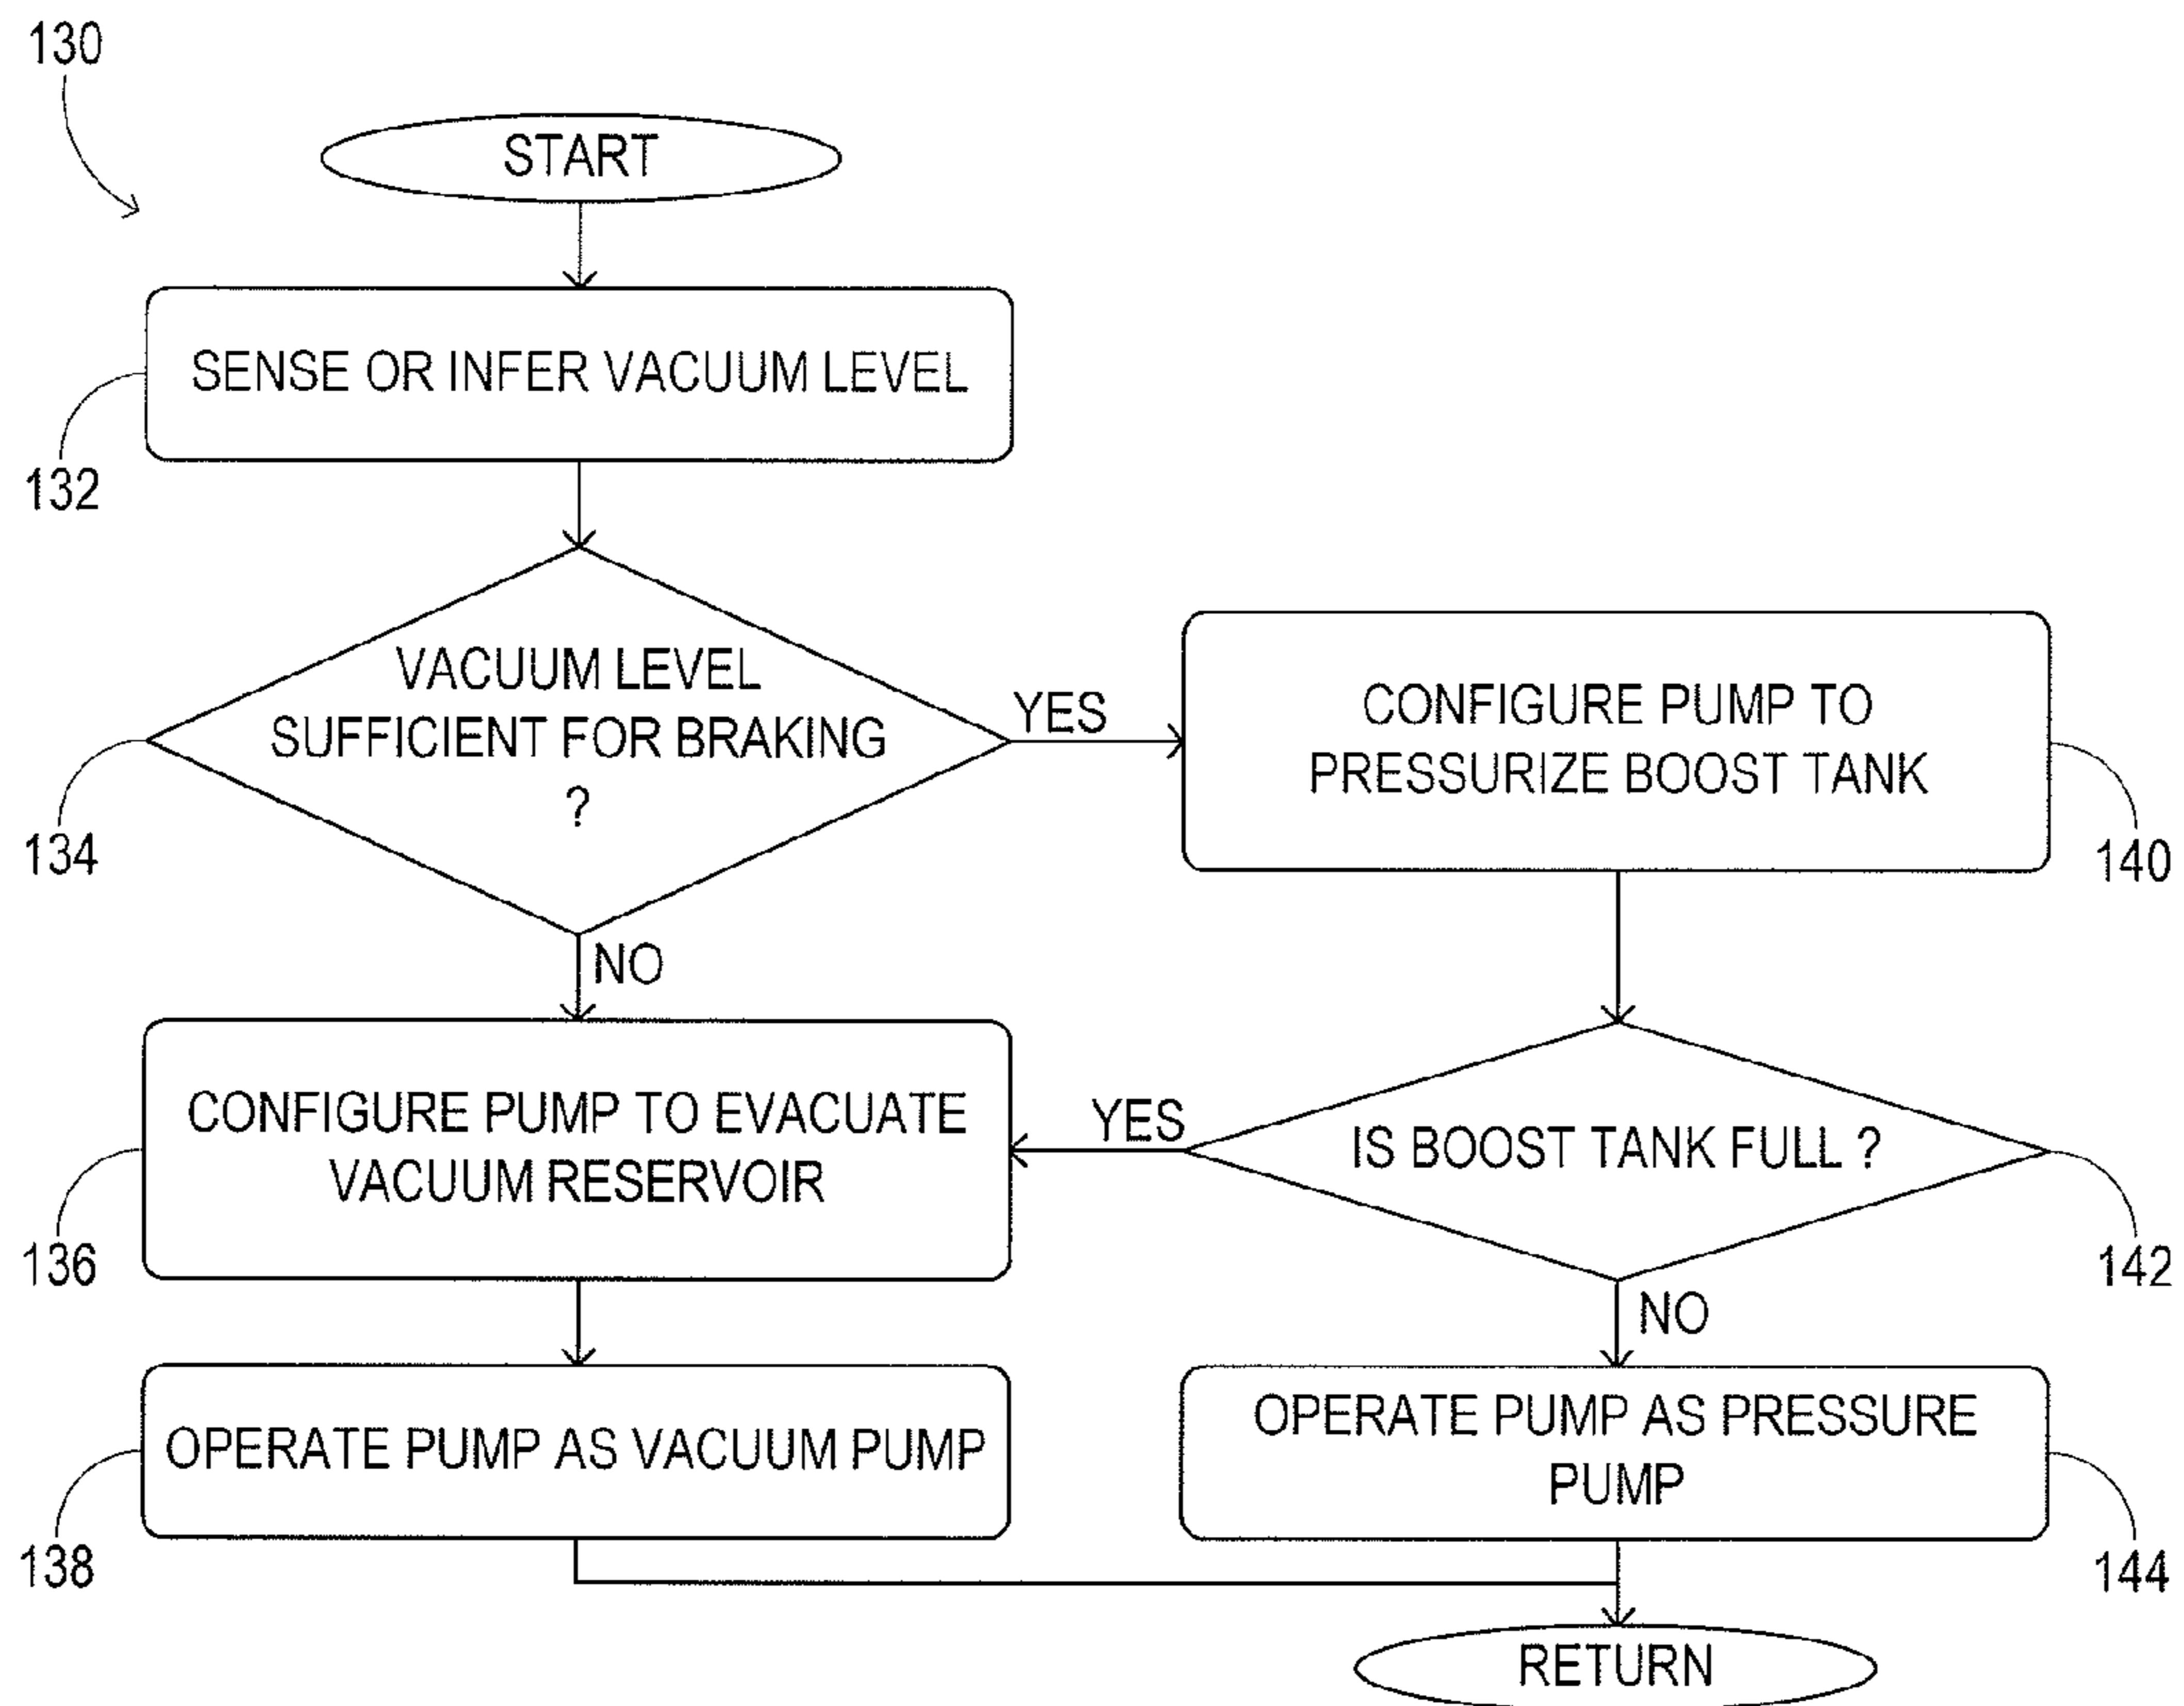 130
START
SENSE OR INFER VACUUM LEVEL
132
VACUUM LEVEL
SUFFICIENT FOR BRAKING
?
134
YES
CONFIGURE PUMP TO
PRESSURIZE BOOST TANK
140
NO
CONFIGURE PUMP TO EVACUATE
VACUUM RESERVOIR
136
YES
IS BOOST TANK FULL ?
142
NO
OPERATE PUMP AS VACUUM PUMP
138
OPERATE PUMP AS PRESSURE
PUMP
144
RETURN